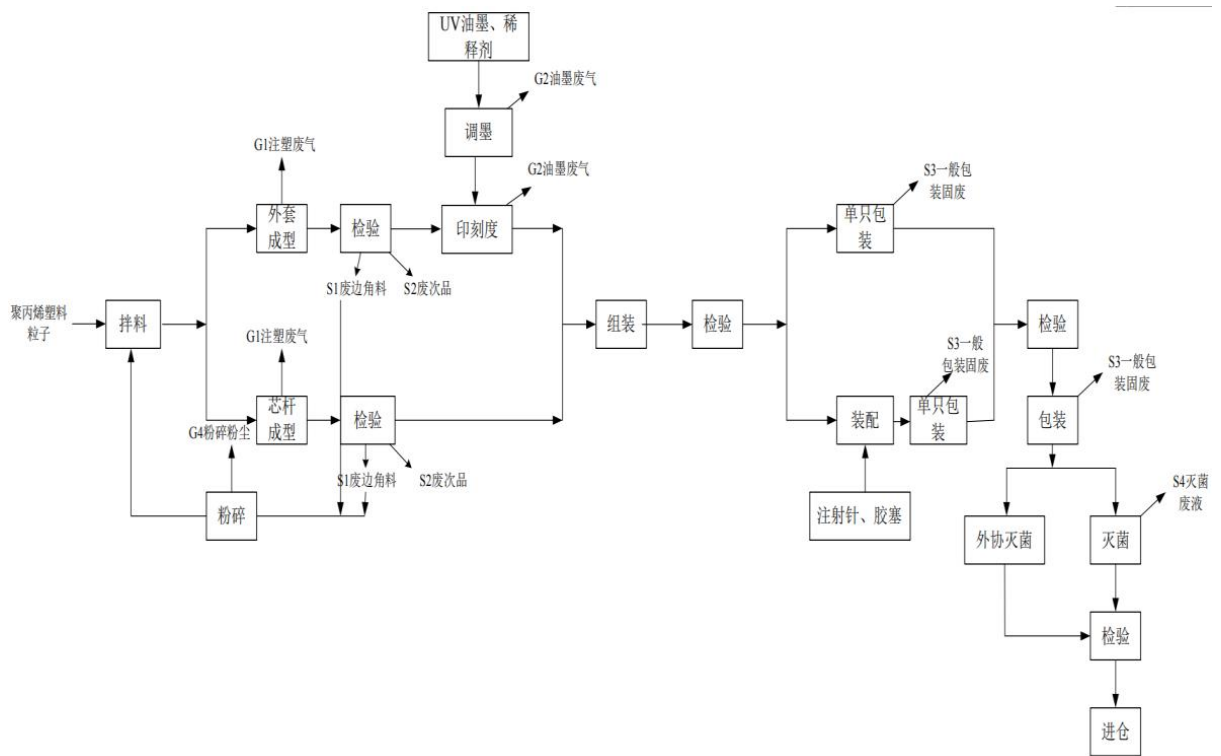 UV油墨、稀
释剂
G2油墨废气
调墨
G1注塑废气
G2油墨废气
S3一般包
装固废
外套
成型
检验
印刻度
单只包
装
S1废边角料
S2废次品
聚丙烯塑料
粒子
拌料
组装
检验
检验
G1注塑废气
S3一般
包装固废
S3一般包
装固废
芯杆
成型
检验
装配
单只包
装
包装
G4粉碎粉尘
S1废边角料
S2废次品
粉碎
注射针、胶塞
S4灭菌
废液
外协灭菌
灭菌
检验
进仓